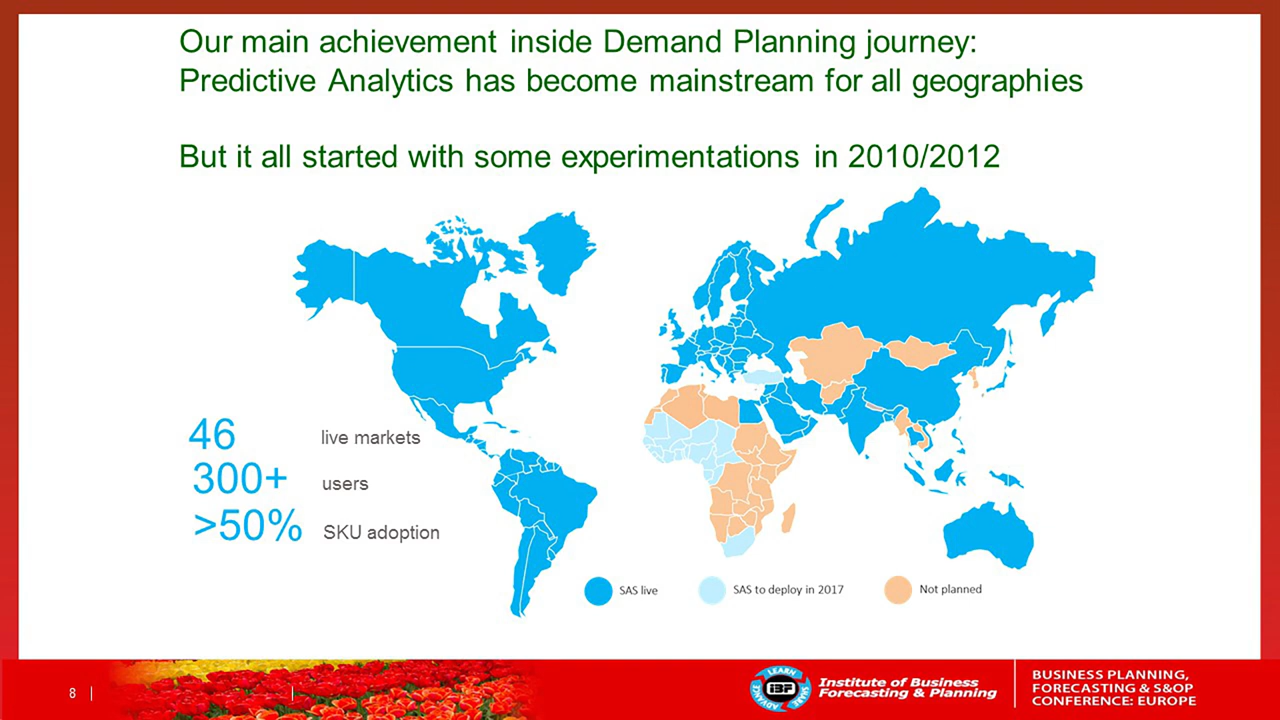 Our main achievement inside Demand Planning journey:
Predictive Analytics has become mainstream for all geographies
But it all started with some experimentations in 2010/2012
46 live markets
300+ users
>50% SKU adoption
SAS live
SAS to deploy in 2017
Not planned
8
LEARN
SHARE
ADVANCE
IBF
Institute of Business
Forecasting & Planning
BUSINESS PLANNING,
FORECASTING & S&OP
CONFERENCE: EUROPE